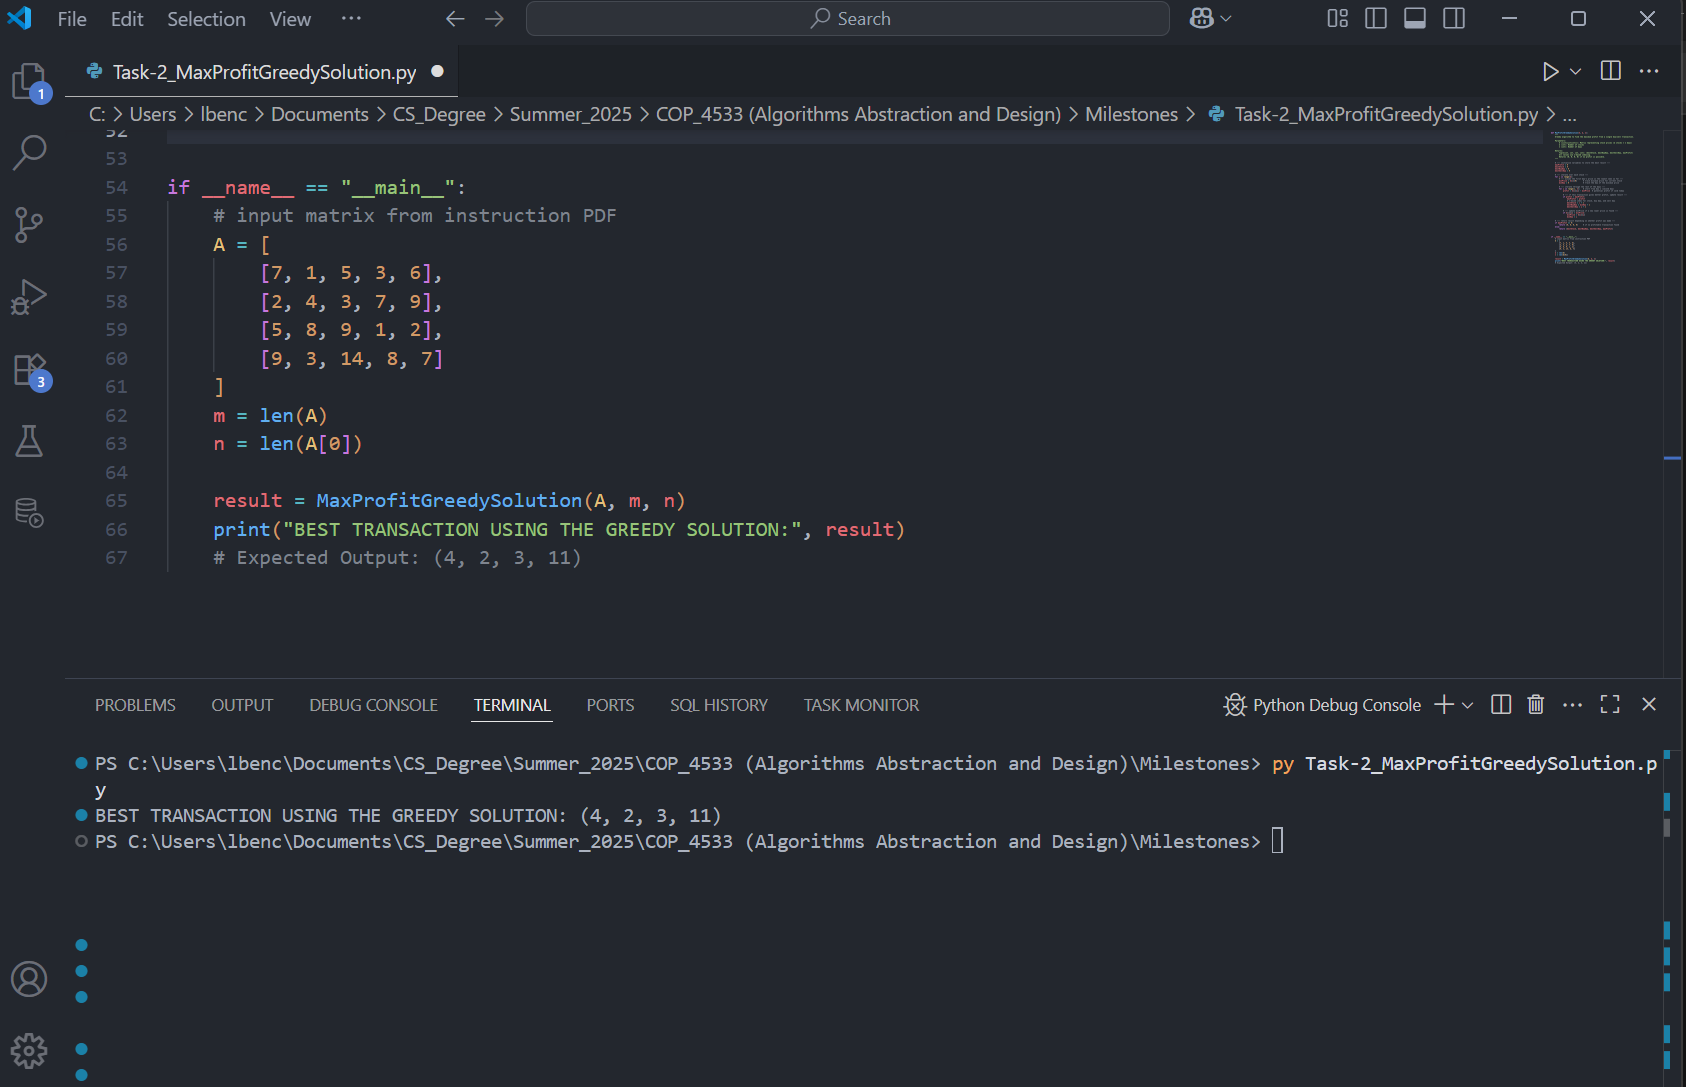 File Edit Selection View ··· Search
Task-2_MaxProfitGreedySolution.py
C: > Users > lbenc > Documents > CS_Degree > Summer_2025 > COP_4533 (Algorithms Abstraction and Design) > Milestones > Task-2_MaxProfitGreedySolution.py > ...
52
53
54 if __name__ == "__main__":
55 # input matrix from instruction PDF
56 A = [
57 [7, 1, 5, 3, 6],
58 [2, 4, 3, 7, 9],
59 [5, 8, 9, 1, 2],
60 [9, 3, 14, 8, 7]
61 ]
62 m = len(A)
63 n = len(A[0])
64
65 result = MaxProfitGreedySolution(A, m, n)
66 print("BEST TRANSACTION USING THE GREEDY SOLUTION:", result)
67 # Expected Output: (4, 2, 3, 11)
1
3
PROBLEMS OUTPUT DEBUG CONSOLE TERMINAL PORTS SQL HISTORY TASK MONITOR Python Debug Console
PS C:\Users\lbenc\Documents\CS_Degree\Summer_2025\COP_4533 (Algorithms Abstraction and Design)\Milestones> py Task-2_MaxProfitGreedySolution.p
y
BEST TRANSACTION USING THE GREEDY SOLUTION: (4, 2, 3, 11)
PS C:\Users\lbenc\Documents\CS_Degree\Summer_2025\COP_4533 (Algorithms Abstraction and Design)\Milestones>